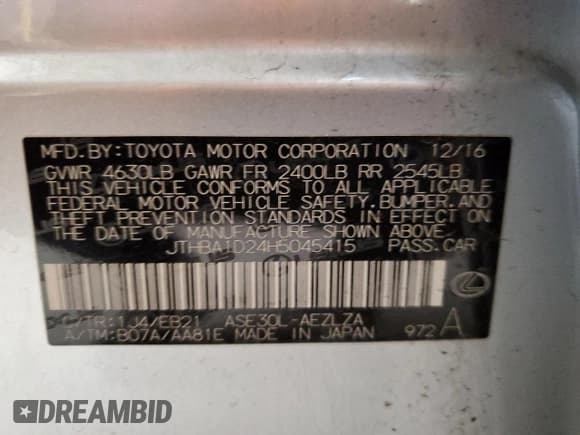 MFD.BY:TOYOTA MOTOR CORPORATION 12/16
GVWR 4630LB GAWR FR 2400LB RR 2545LB
THIS VEHICLE CONFORMS TO ALL APPLICABLE
FEDERAL MOTOR VEHICLE SAFETY,BUMPER, AND
THEFT PREVENTION STANDARDS IN EFFECT ON
THE DATE OF MANUFACTURE SHOWN ABOVE.
JTHBA1D24H5045415 PASS.CAR
C/TR:1J4/EB21 ASE30L-AEZLZA
A/TM:B07A/AA81E MADE IN JAPAN 972 A
DREAMBID